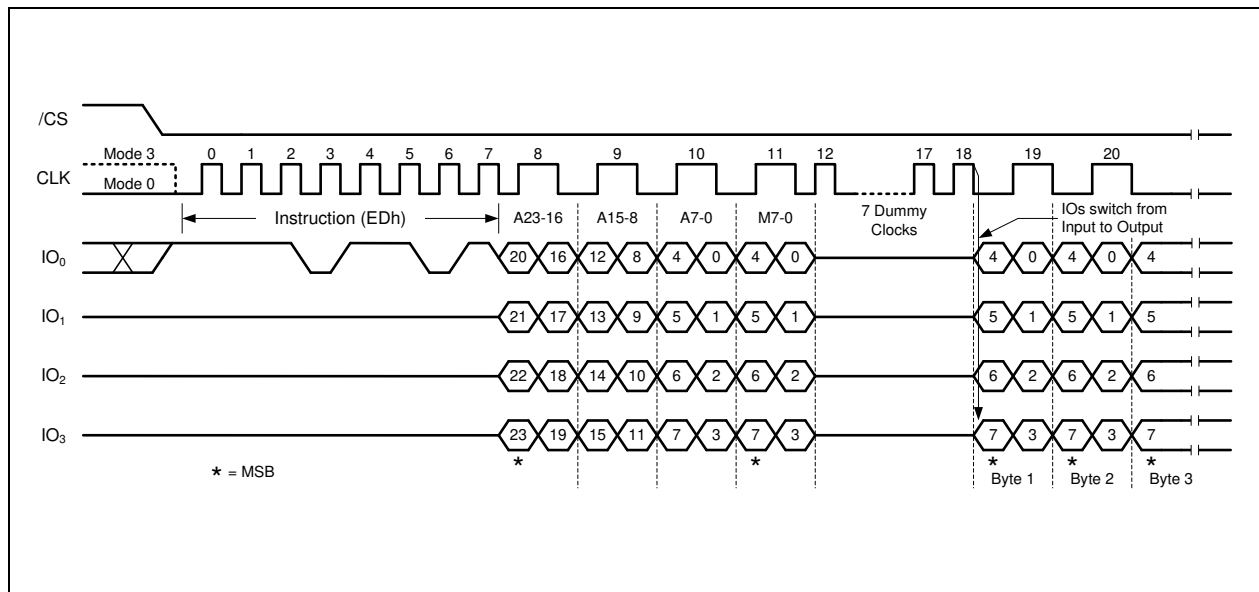 /CS
Mode 3 0 1 2 3 4 5 6 7 8 9 10 11 12 17 18 19 20
CLK Mode 0
Instruction (EDh) A23-16 A15-8 A7-0 M7-0 7 Dummy IOs switch from
Clocks Input to Output
IO0 20 16 12 8 4 0 4 0 4 0 4 0 4
IO1 21 17 13 9 5 1 5 1 5 1 5 1 5
IO2 22 18 14 10 6 2 6 2 6 2 6 2 6
IO3 23 19 15 11 7 3 7 3 7 3 7 3 7
* * * * *
* = MSB Byte 1 Byte 2 Byte 3